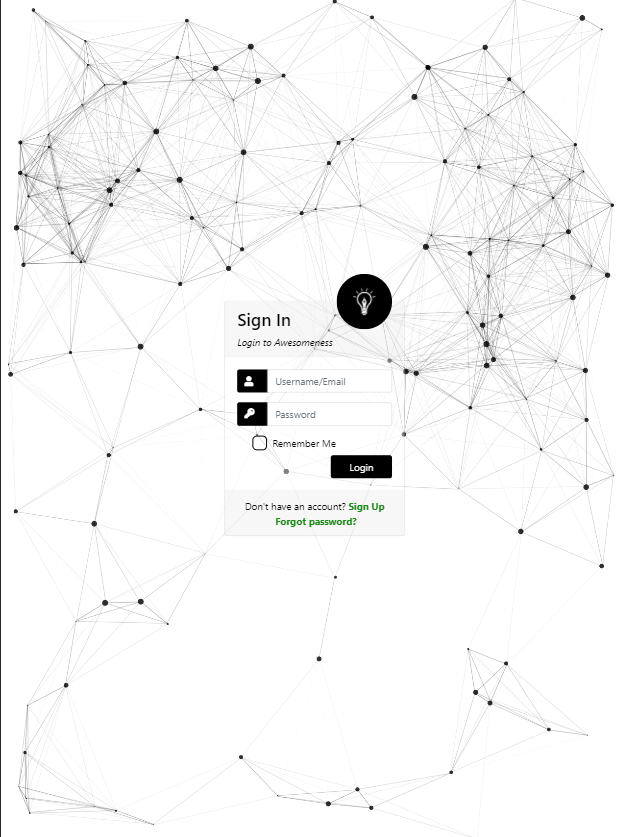 Sign In
Login to Awesomeness
Username/Email
Password
Remember Me
Login
Don't have an account? Sign Up
Forgot password?